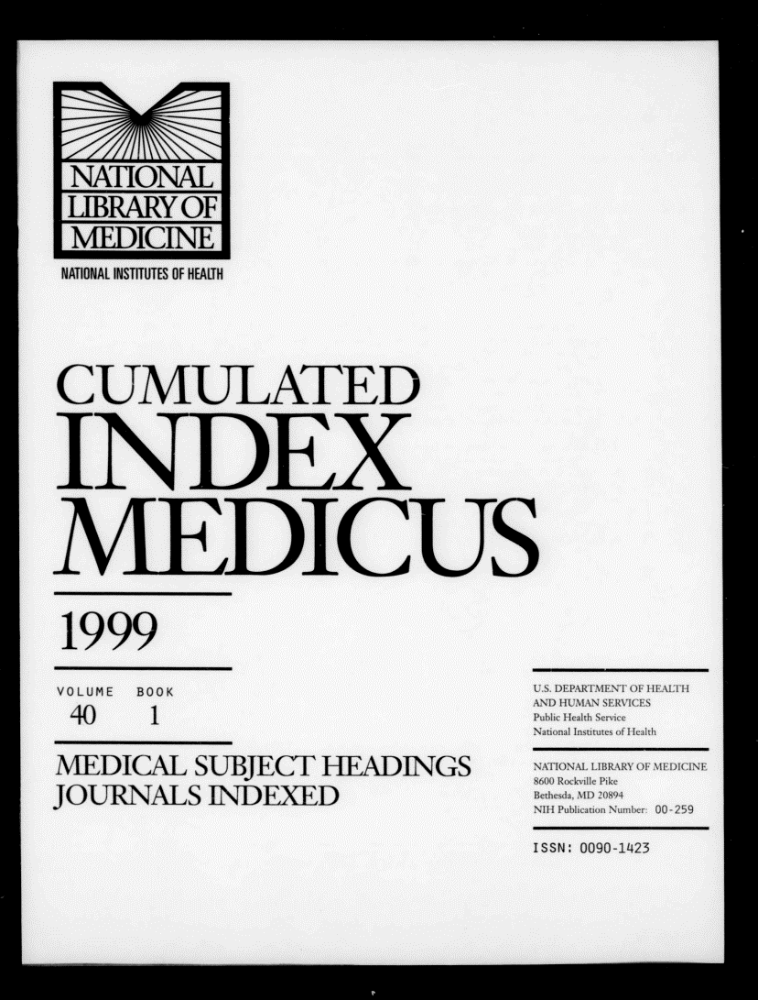 NATIONAL
LIBRARY OF
MEDICINE
NATIONAL INSTITUTES OF HEALTH
CUMULATED
INDEX
MEDICUS
1999
VOLUME BOOK
40 1
MEDICAL SUBJECT HEADINGS
JOURNALS INDEXED
U.S. DEPARTMENT OF HEALTH
AND HUMAN SERVICES
Public Health Service
National Institutes of Health
NATIONAL LIBRARY OF MEDICINE
8600 Rockville Pike
Bethesda, MD 20894
NIH Publication Number: 00-259
ISSN: 0090-1423